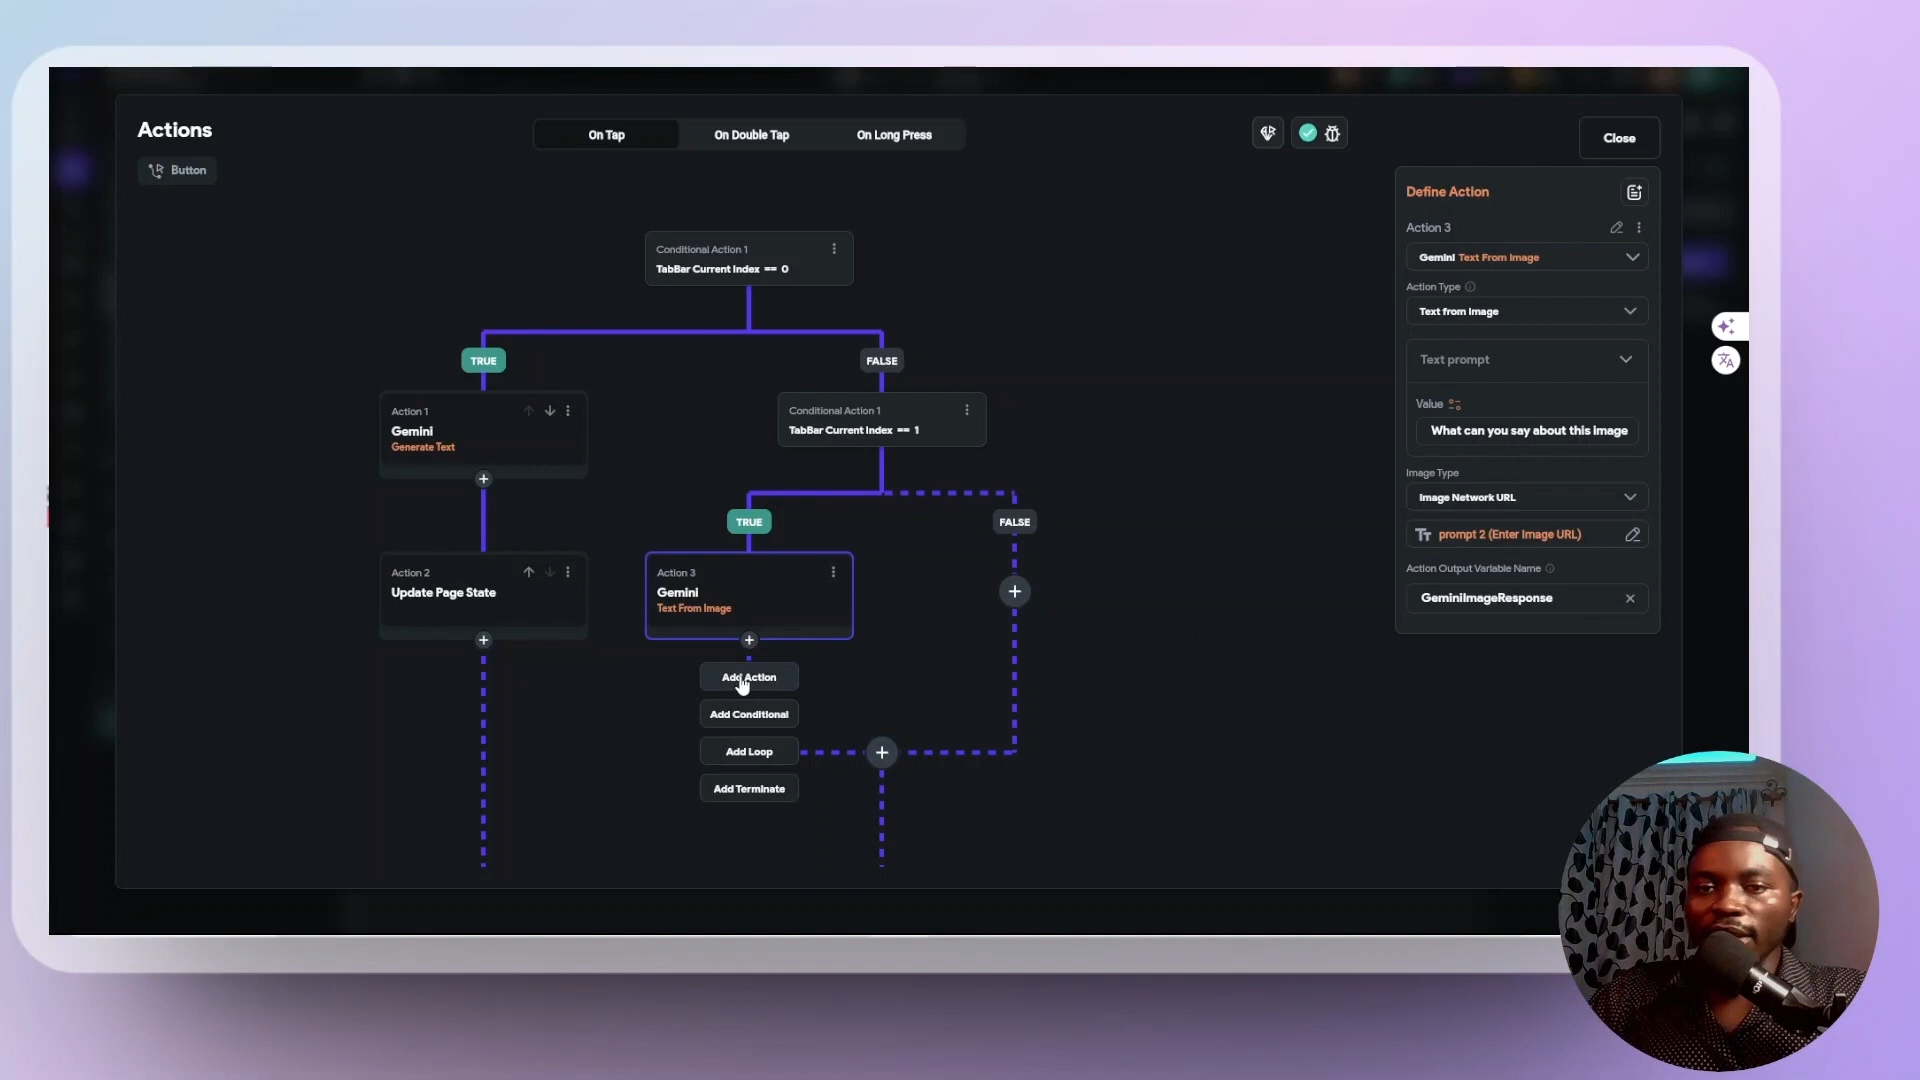 Actions
Button
On Tap
On Double Tap
On Long Press
Close
Conditional Action 1
TabBar Current Index == 0
TRUE
FALSE
Action 1
Gemini
Generate Text
Conditional Action 1
TabBar Current Index == 1
TRUE
FALSE
Action 2
Update Page State
Action 3
Gemini
Text From Image
Add Action
Add Conditional
Add Loop
Add Terminate
Define Action
Action 3
Gemini Text From Image
Action Type
Text from Image
Text prompt
Value
What can you say about this image
Image Type
Image Network URL
Tt prompt 2 (Enter Image URL)
Action Output Variable Name
GeminiImageResponse